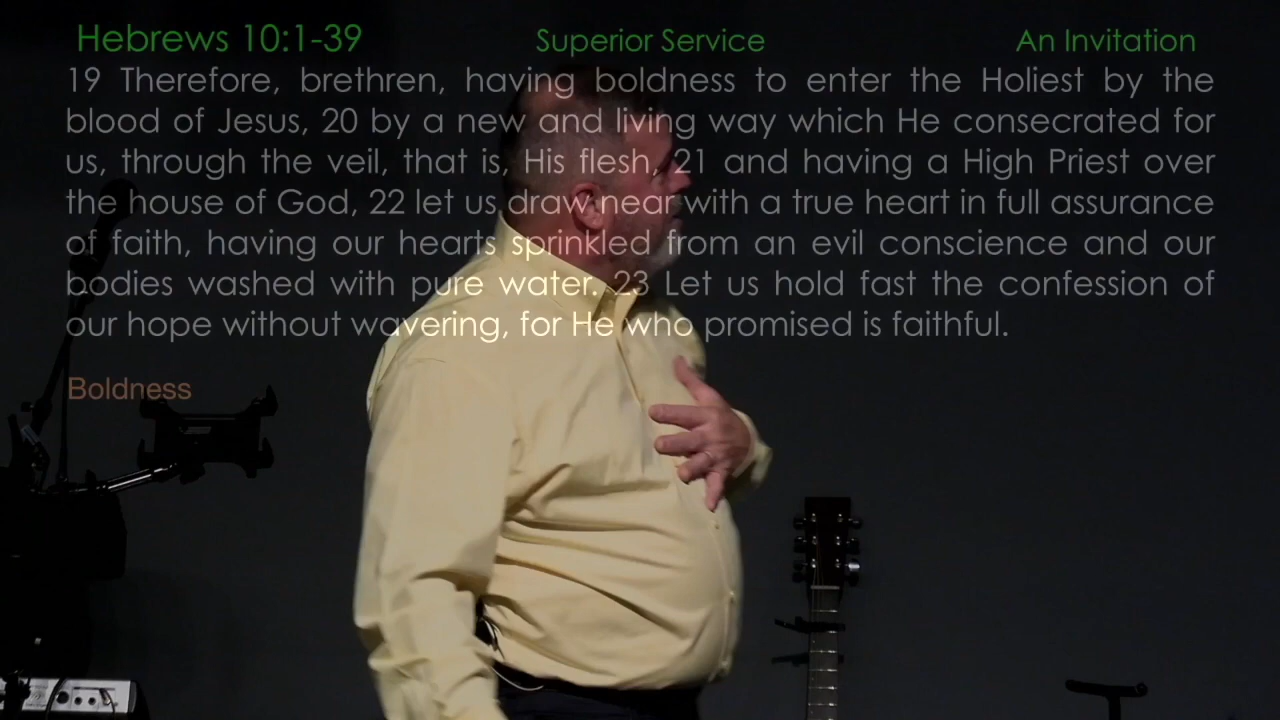 Hebrews 10:1-39 Superior Service An Invitation
19 Therefore, brethren, having boldness to enter the Holiest by the
blood of Jesus, 20 by a new and living way which He consecrated for
us, through the veil, that is, His flesh, 21 and having a High Priest over
the house of God, 22 let us draw near with a true heart in full assurance
of faith, having our hearts sprinkled from an evil conscience and our
bodies washed with pure water. 23 Let us hold fast the confession of
our hope without wavering, for He who promised is faithful.
Boldness